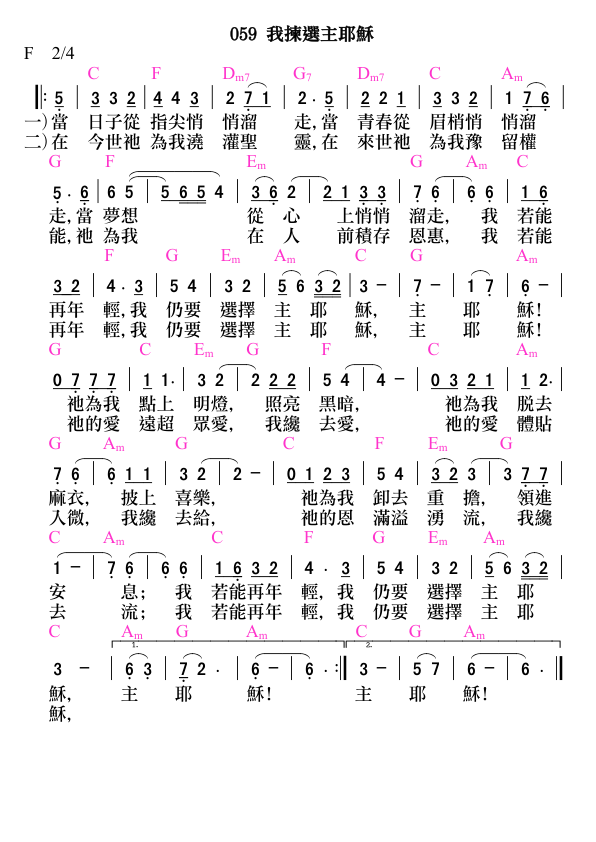 059 我揀選主耶穌
F 2/4
C F Dm7 G7 Dm7 C Am
5 | 3 3 2 | 4 4 3 | 2 7 1 | 2 . 5 | 2 2 1 | 3 3 2 | 1 7 6 |
一)當 日子從 指尖悄 悄溜 走,當 青春從 眉梢悄 悄溜
二)在 今世祂 為我澆 灌聖 靈,在 來世祂 為我豫 留權
G F Em G Am C
5 . 6 | 6 5 | 5 6 5 4 | 3 6 2 | 2 1 3 3 | 7 6 | 6 6 | 1 6 |
走,當 夢想 從 心 上悄悄 溜走, 我 若能
能,祂 為我 在 人 前積存 恩惠, 我 若能
F G Em Am C G Am
3 2 | 4 . 3 | 5 4 | 3 2 | 5 6 3 2 | 3 – | 7 – | 1 7 | 6 – |
再年 輕,我 仍要 選擇 主 耶 穌, 主 耶 穌!
再年 輕,我 仍要 選擇 主 耶 穌, 主 耶 穌!
G C Em G F C Am
0 7 7 7 | 1 1 . | 3 2 | 2 2 2 | 5 4 | 4 – | 0 3 2 1 | 1 2 . |
祂為我 點上 明燈, 照亮 黑暗, 祂為我 脫去
祂的愛 遠超 眾愛, 我纔 去愛, 祂的愛 體貼
G Am G C F Em G
7 6 | 6 1 1 | 3 2 | 2 – | 0 1 2 3 | 5 4 | 3 2 3 | 3 7 7 |
麻衣, 披上 喜樂, 祂為我 卸去 重 擔, 領進
入微, 我纔 去給, 祂的恩 滿溢 湧 流, 我纔
C Am C F G Em Am
1 – | 7 6 | 6 6 | 1 6 3 2 | 4 . 3 | 5 4 | 3 2 | 5 6 3 2 |
安 息; 我 若能再年 輕, 我 仍要 選擇 主 耶
去 流; 我 若能再年 輕, 我 仍要 選擇 主 耶
C Am G Am C G Am
1. 2.
3 – | 6 3 | 7 2 . | 6 – | 6 . :| 3 – | 5 7 | 6 – | 6 . |
穌, 主 耶 穌! 主 耶 穌!
穌,